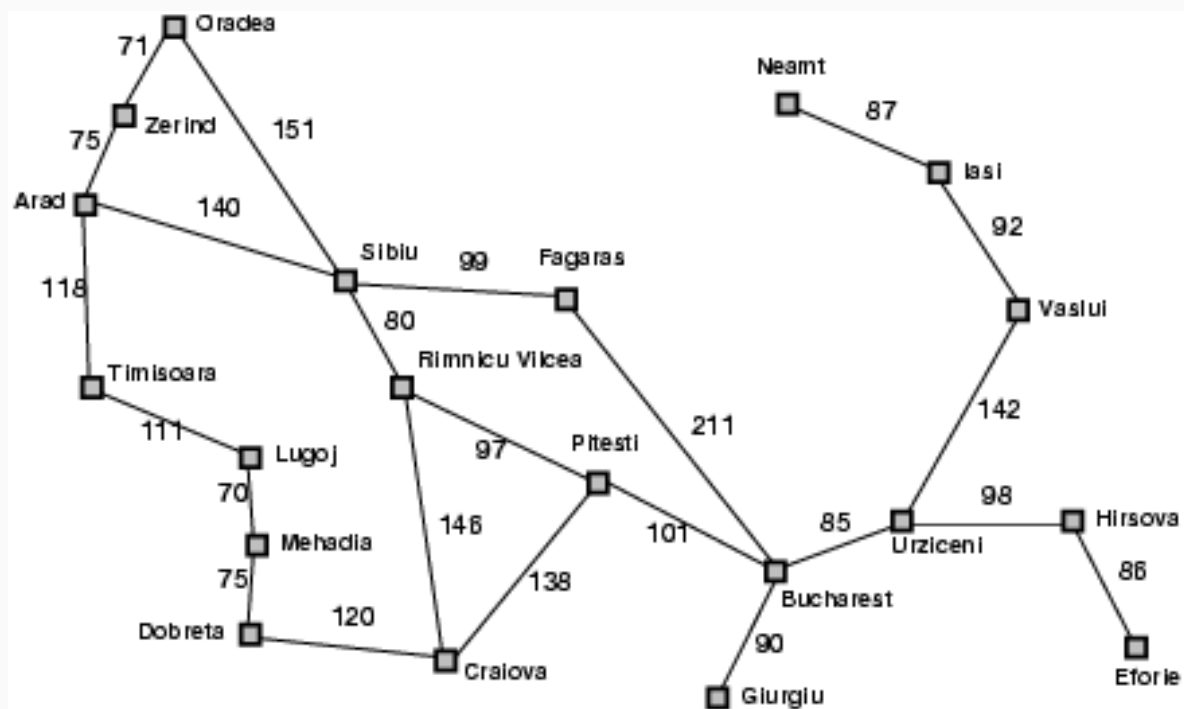 Oradea
71
Neamt
87
Zerind
151
75
Iasi
Arad
140
92
Sibiu
99
Fagaras
118
80
Vaslui
Rimnicu Vilcea
Timisoara
142
111
211
Lugoj
97
Pitesti
70
98
146
101
85
Hirsova
Mehadia
Urziceni
75
138
86
Bucharest
120
Dobreta
90
Craiova
Eforie
Giurgiu